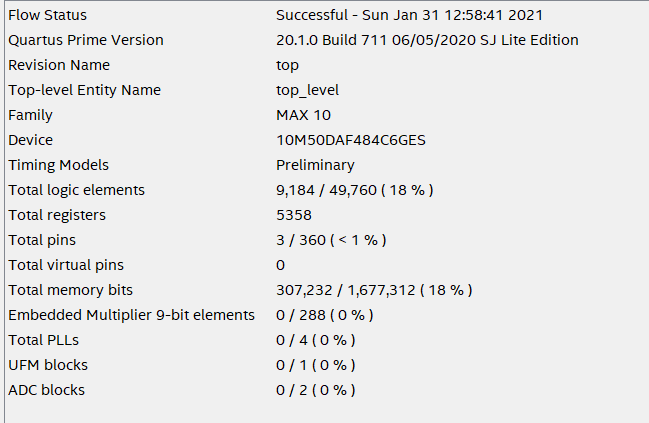 Flow Status Successful - Sun Jan 31 12:58:41 2021
Quartus Prime Version 20.1.0 Build 711 06/05/2020 SJ Lite Edition
Revision Name top
Top-level Entity Name top_level
Family MAX 10
Device 10M50DAF484C6GES
Timing Models Preliminary
Total logic elements 9,184 / 49,760 ( 18 % )
Total registers 5358
Total pins 3 / 360 ( < 1 % )
Total virtual pins 0
Total memory bits 307,232 / 1,677,312 ( 18 % )
Embedded Multiplier 9-bit elements 0 / 288 ( 0 % )
Total PLLs 0 / 4 ( 0 % )
UFM blocks 0 / 1 ( 0 % )
ADC blocks 0 / 2 ( 0 % )